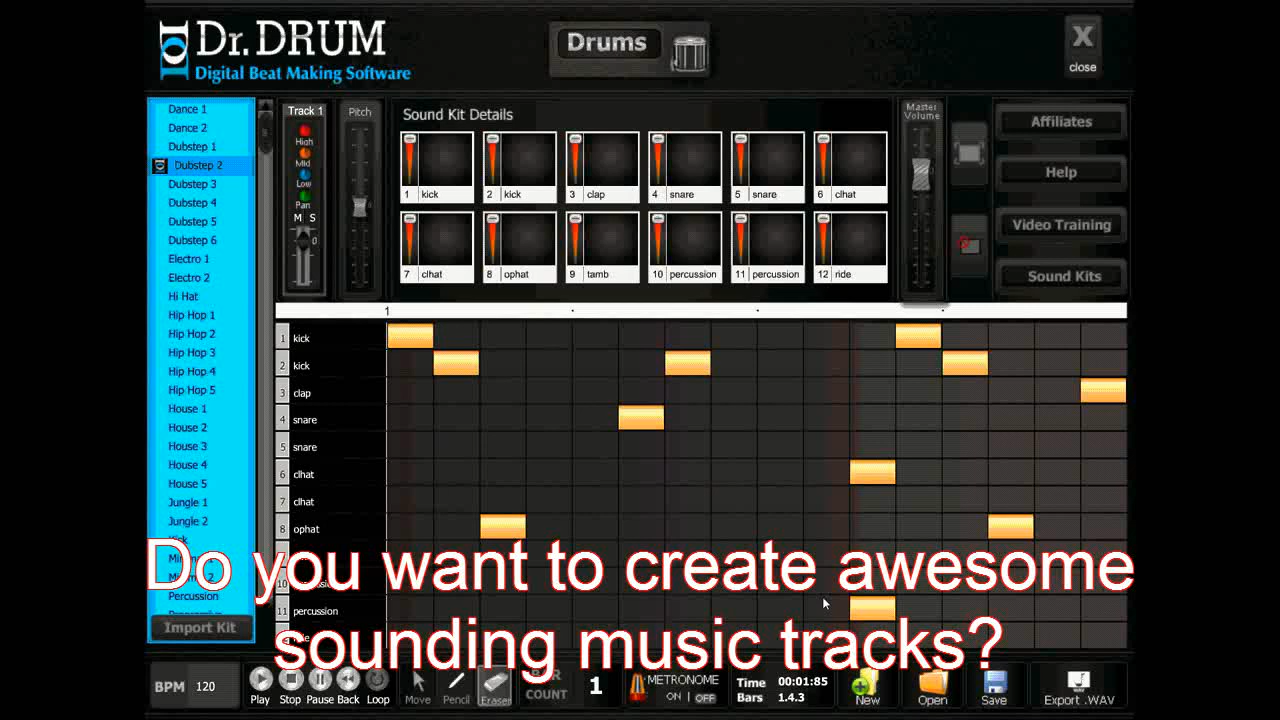 Dr. DRUM
Digital Beat Making Software
Drums
X
close
Dance 1
Dance 2
Dubstep 1
Dubstep 2
Dubstep 3
Dubstep 4
Dubstep 5
Dubstep 6
Electro 1
Electro 2
Hi Hat
Hip Hop 1
Hip Hop 2
Hip Hop 3
Hip Hop 4
Hip Hop 5
House 1
House 2
House 3
House 4
House 5
Jungle 1
Jungle 2
Percussion
Import Kit
Track 1
High
Mid
Low
Pan
M S
0
Pitch
Sound Kit Details
1 kick
2 kick
3 clap
4 snare
5 snare
6 clhat
7 clhat
8 ophat
9 tamb
10 percussion
11 percussion
12 ride
Master
Volume
Affiliates
Help
Video Training
Sound Kits
1
1 kick
2 kick
3 clap
4 snare
5 snare
6 clhat
7 clhat
8 ophat
10
11 percussion
Do you want to create awesome
sounding music tracks?
BPM 120
Play Stop Pause Back Loop
Move Pencil Eraser
BAR
COUNT
1
METRONOME
ON | OFF
Time 00:01:85
Bars 1.4.3
New
Open
Save
Export .WAV